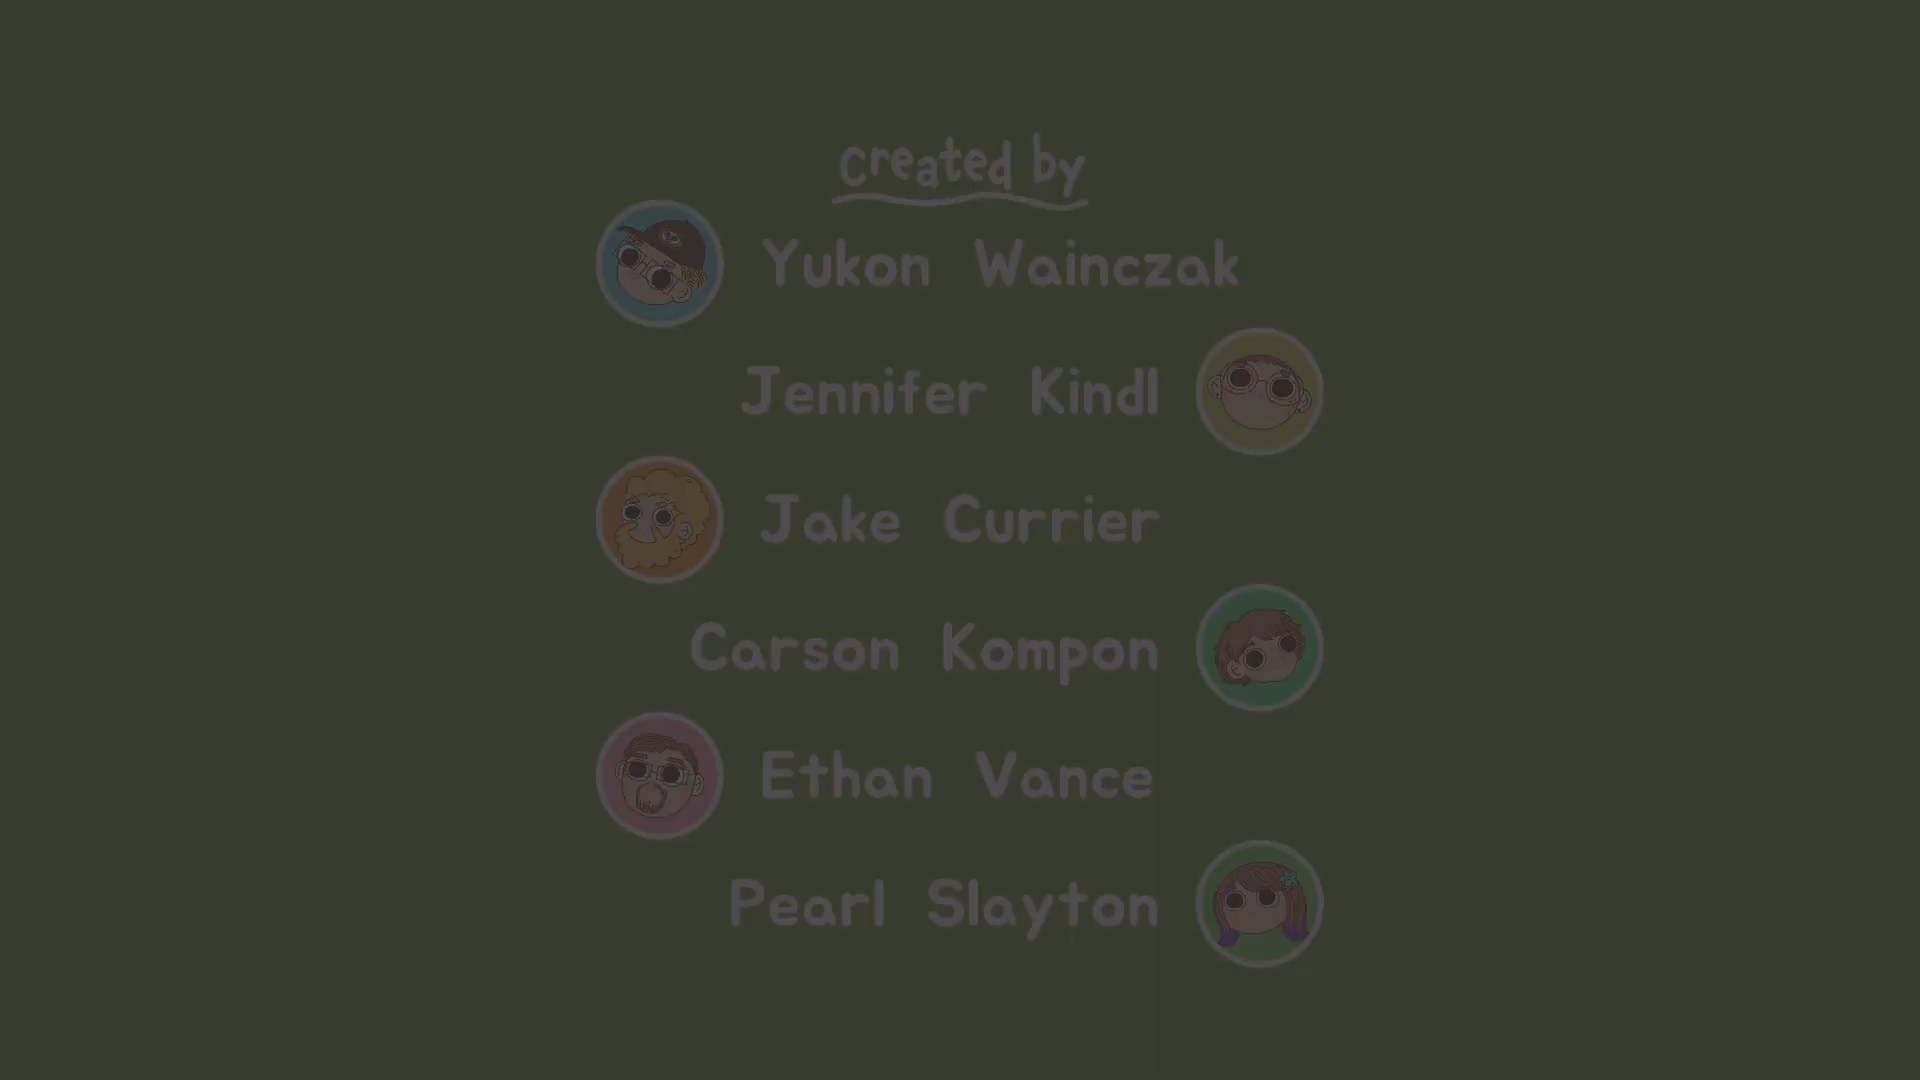 created by
Yukon Wainczak
Jennifer Kindl
Jake Currier
Carson Kompon
Ethan Vance
Pearl Slayton